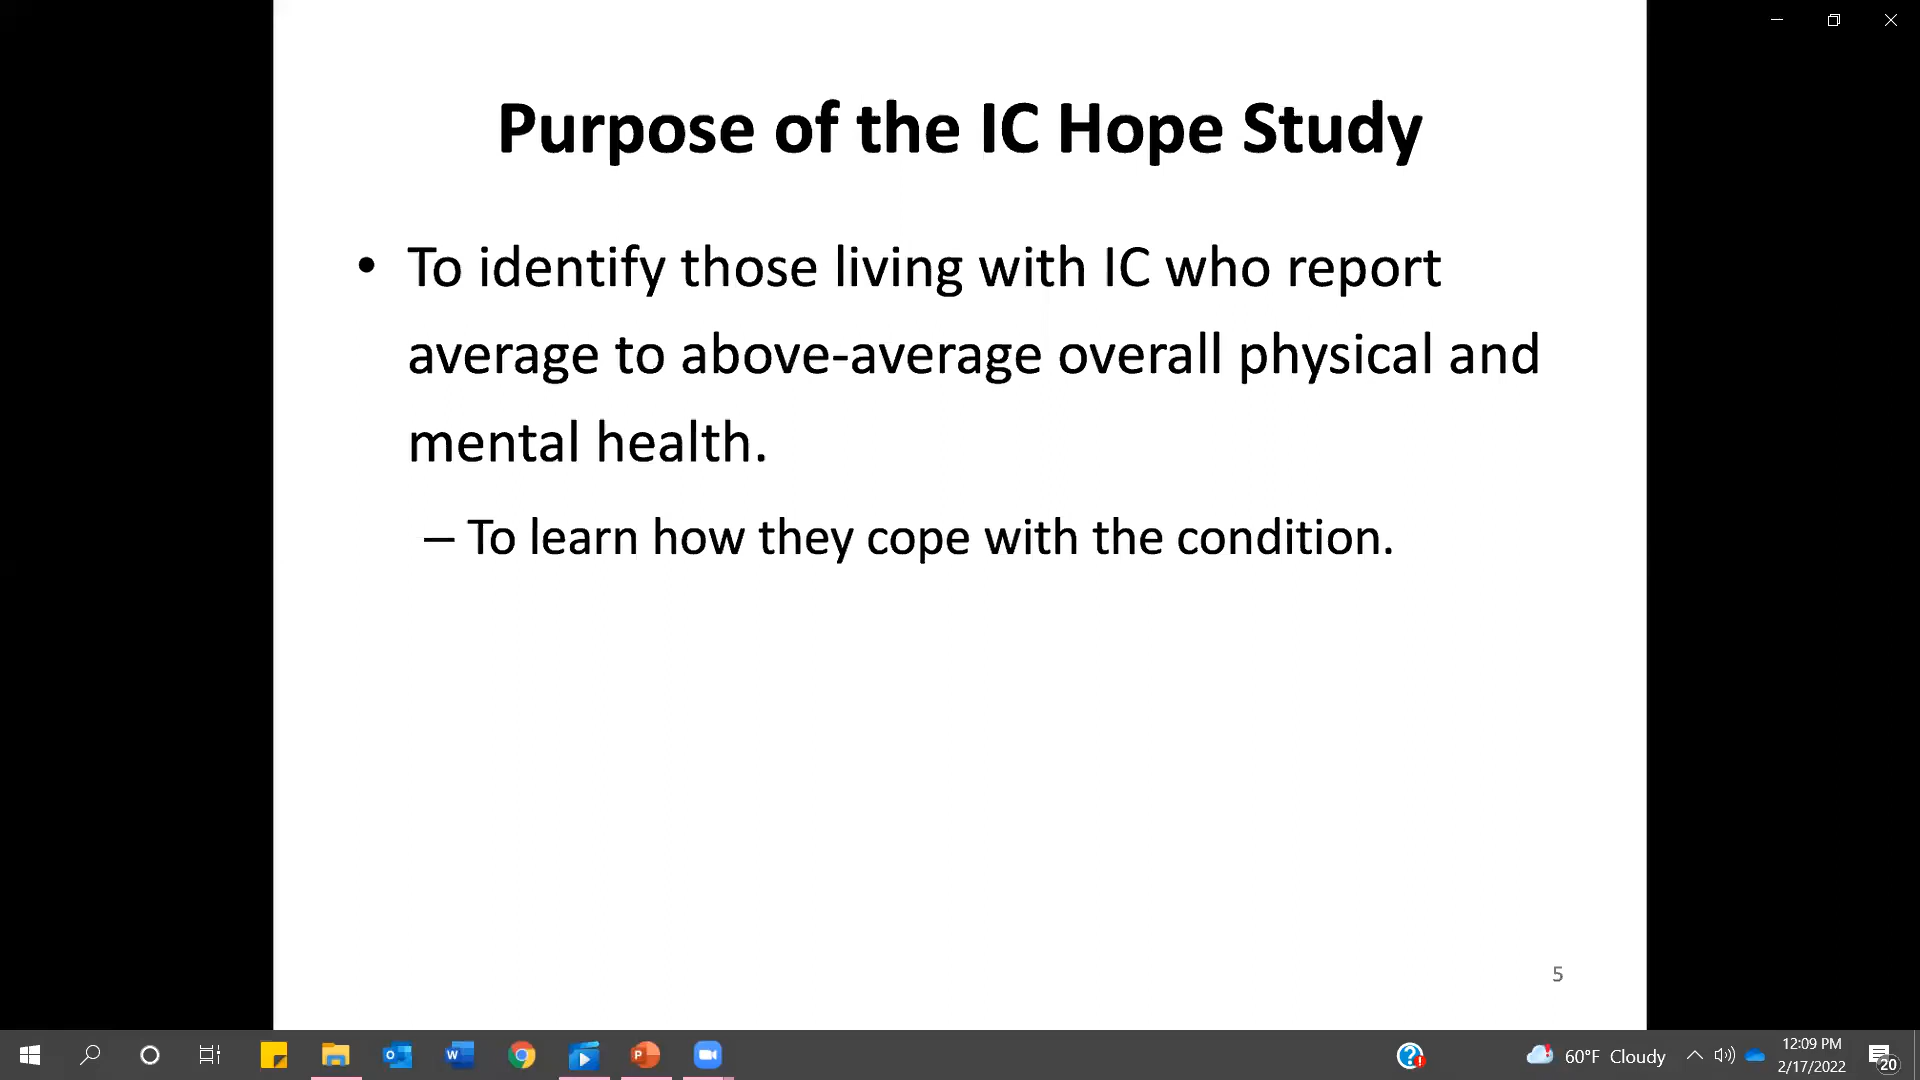 Purpose of the IC Hope Study
• To identify those living with IC who report
average to above-average overall physical and
mental health.
– To learn how they cope with the condition.
5
60°F Cloudy
12:09 PM
2/17/2022
20